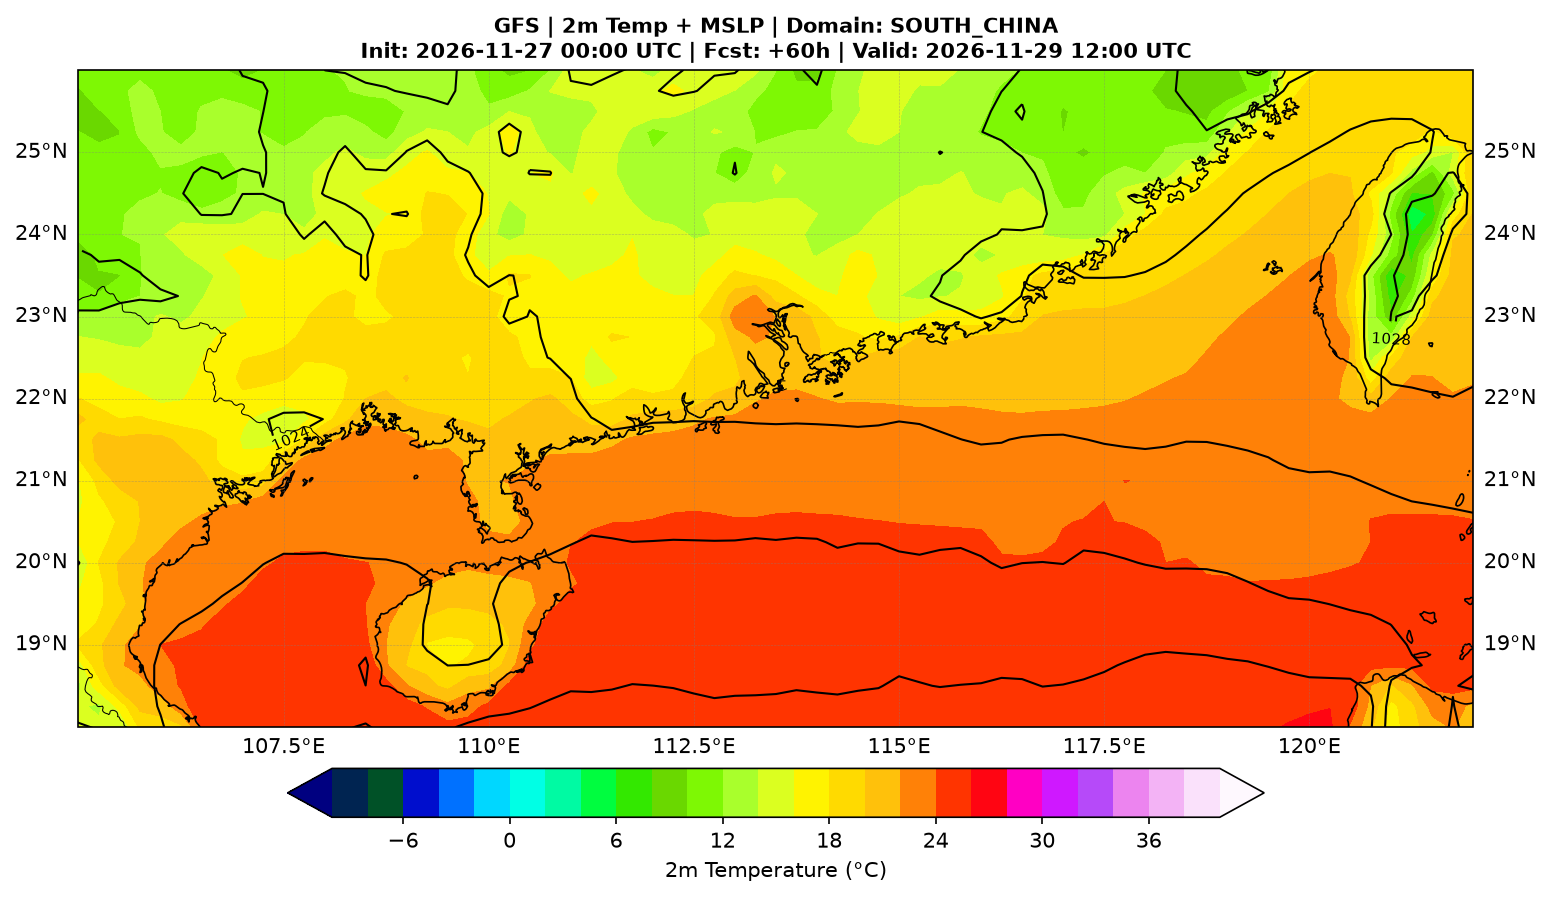 GFS | 2m Temp + MSLP | Domain: SOUTH_CHINA
Init: 2026-11-27 00:00 UTC | Fcst: +60h | Valid: 2026-11-29 12:00 UTC
25°N 25°N
24°N 24°N
23°N 23°N
1028
22°N 22°N
1024
21°N 21°N
20°N 20°N
19°N 19°N
107.5°E 110°E 112.5°E 115°E 117.5°E 120°E
−6 0 6 12 18 24 30 36
2m Temperature (°C)